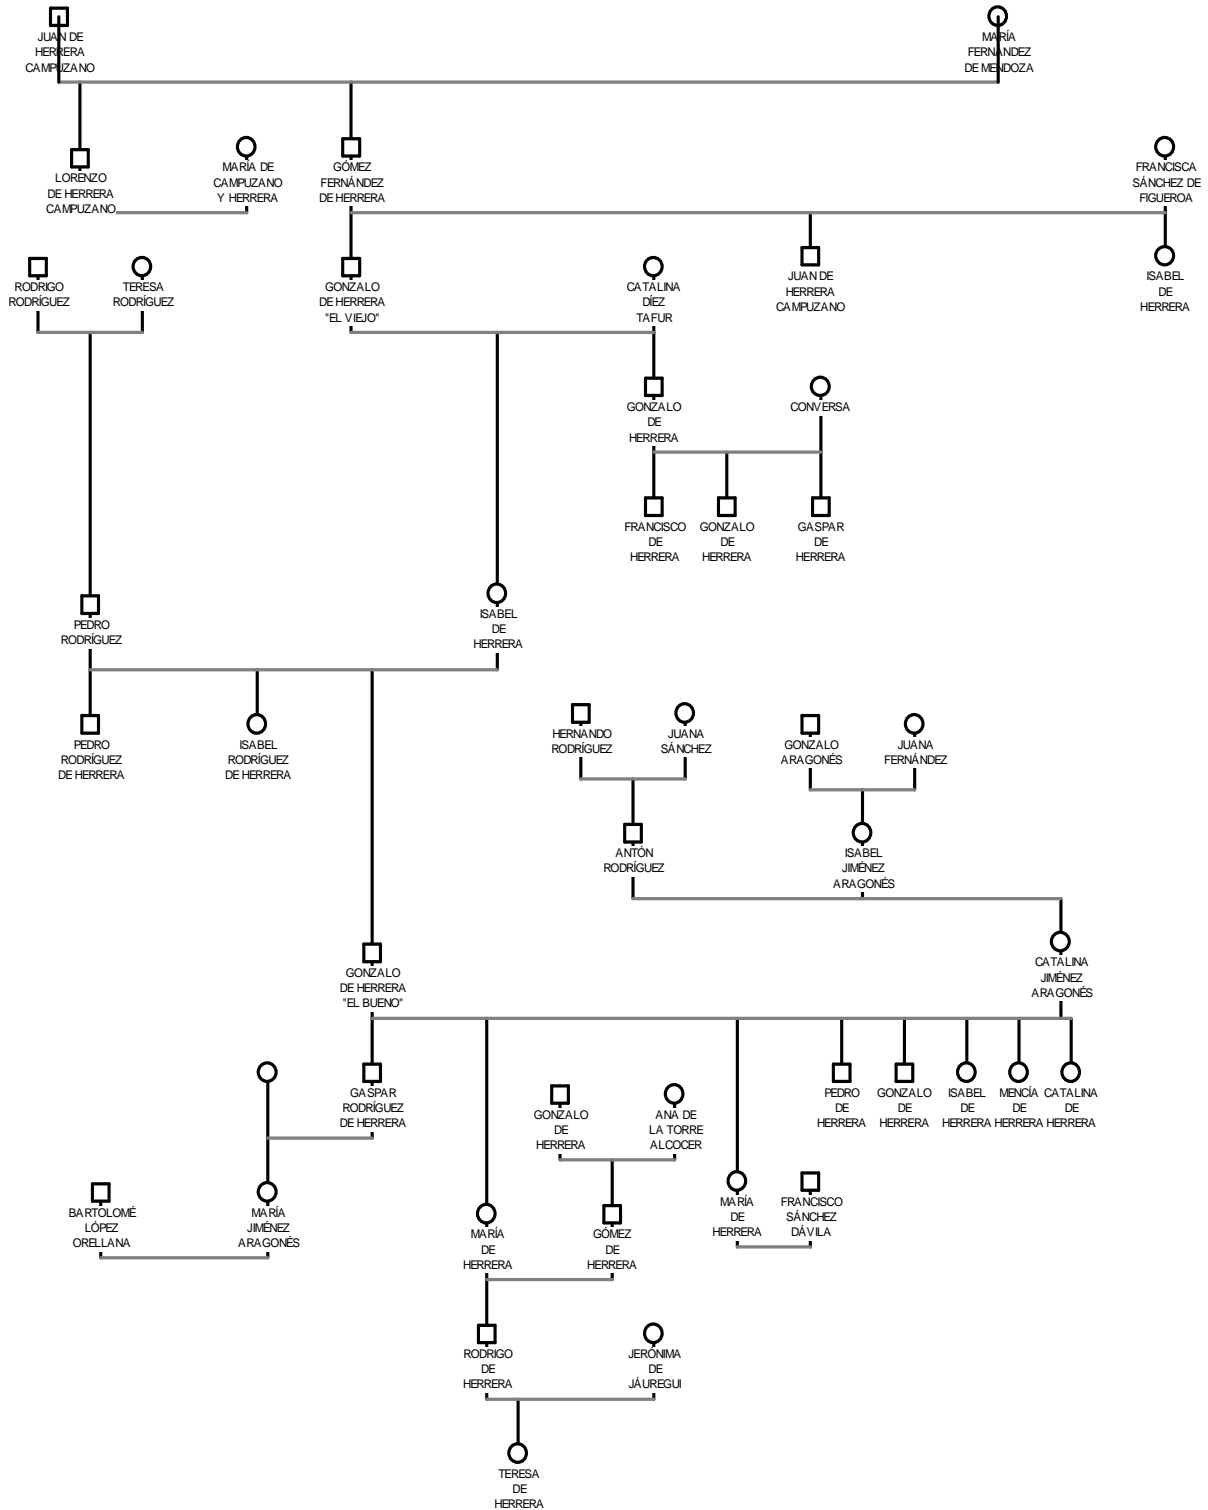 JUAN DE
HERRERA
CAMPUZANO
MARÍA
FERNÁNDEZ
DE MENDOZA
LORENZO
DE HERRERA
CAMPUZANO
MARÍA DE
CAMPUZANO
Y HERRERA
GÓMEZ
FERNÁNDEZ
DE HERRERA
FRANCISCA
SÁNCHEZ DE
FIGUEROA
RODRIGO
RODRÍGUEZ
TERESA
RODRÍGUEZ
GONZALO
DE HERRERA
"EL VIEJO"
CATALINA
DÍEZ
TAFUR
JUAN DE
HERRERA
CAMPUZANO
ISABEL
DE
HERRERA
GONZALO
DE
HERRERA
CONVERSA
FRANCISCO
DE
HERRERA
GONZALO
DE
HERRERA
GASPAR
DE
HERRERA
PEDRO
RODRÍGUEZ
ISABEL
DE
HERRERA
PEDRO
RODRÍGUEZ
DE HERRERA
ISABEL
RODRÍGUEZ
DE HERRERA
HERNANDO
RODRÍGUEZ
JUANA
SÁNCHEZ
GONZALO
ARAGONÉS
JUANA
FERNÁNDEZ
ANTÓN
RODRÍGUEZ
ISABEL
JIMÉNEZ
ARAGONÉS
GONZALO
DE HERRERA
"EL BUENO"
CATALINA
JIMÉNEZ
ARAGONÉS
GASPAR
RODRÍGUEZ
DE HERRERA
GONZALO
DE
HERRERA
ANA DE
LA TORRE
ALCOCER
PEDRO
DE
HERRERA
GONZALO
DE
HERRERA
ISABEL
DE
HERRERA
MENCÍA
DE
HERRERA
CATALINA
DE
HERRERA
BARTOLOMÉ
LÓPEZ
ORELLANA
MARÍA
JIMÉNEZ
ARAGONÉS
MARÍA
DE
HERRERA
GÓMEZ
DE
HERRERA
MARÍA
DE
HERRERA
FRANCISCO
SÁNCHEZ
DÁVILA
RODRIGO
DE
HERRERA
JERÓNIMA
DE
JÁUREGUI
TERESA
DE
HERRERA